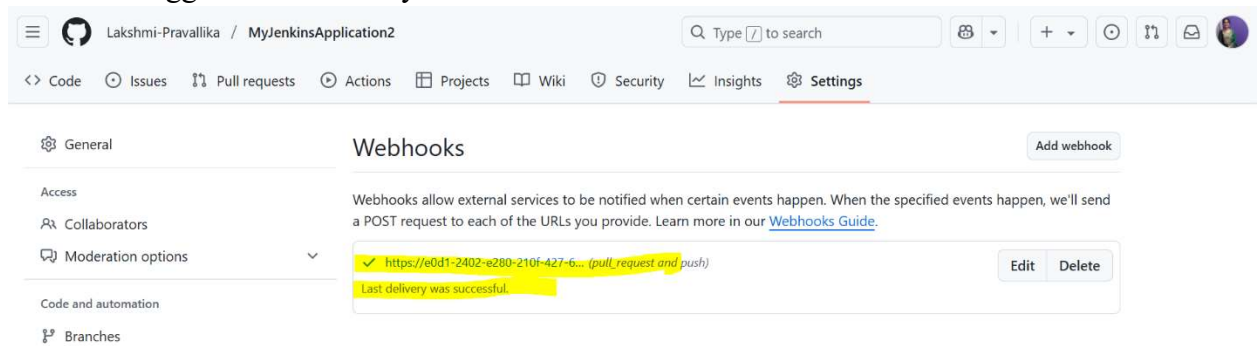 Lakshmi-Pravallika / MyJenkinsApplication2
Type / to search
<> Code Issues Pull requests Actions Projects Wiki Security Insights Settings
General
Access
Collaborators
Moderation options
Code and automation
Branches
Webhooks
Add webhook
Webhooks allow external services to be notified when certain events happen. When the specified events happen, we'll send
a POST request to each of the URLs you provide. Learn more in our Webhooks Guide.
https://e0d1-2402-e280-210f-427-6... (pull_request and push)
Edit Delete
Last delivery was successful.